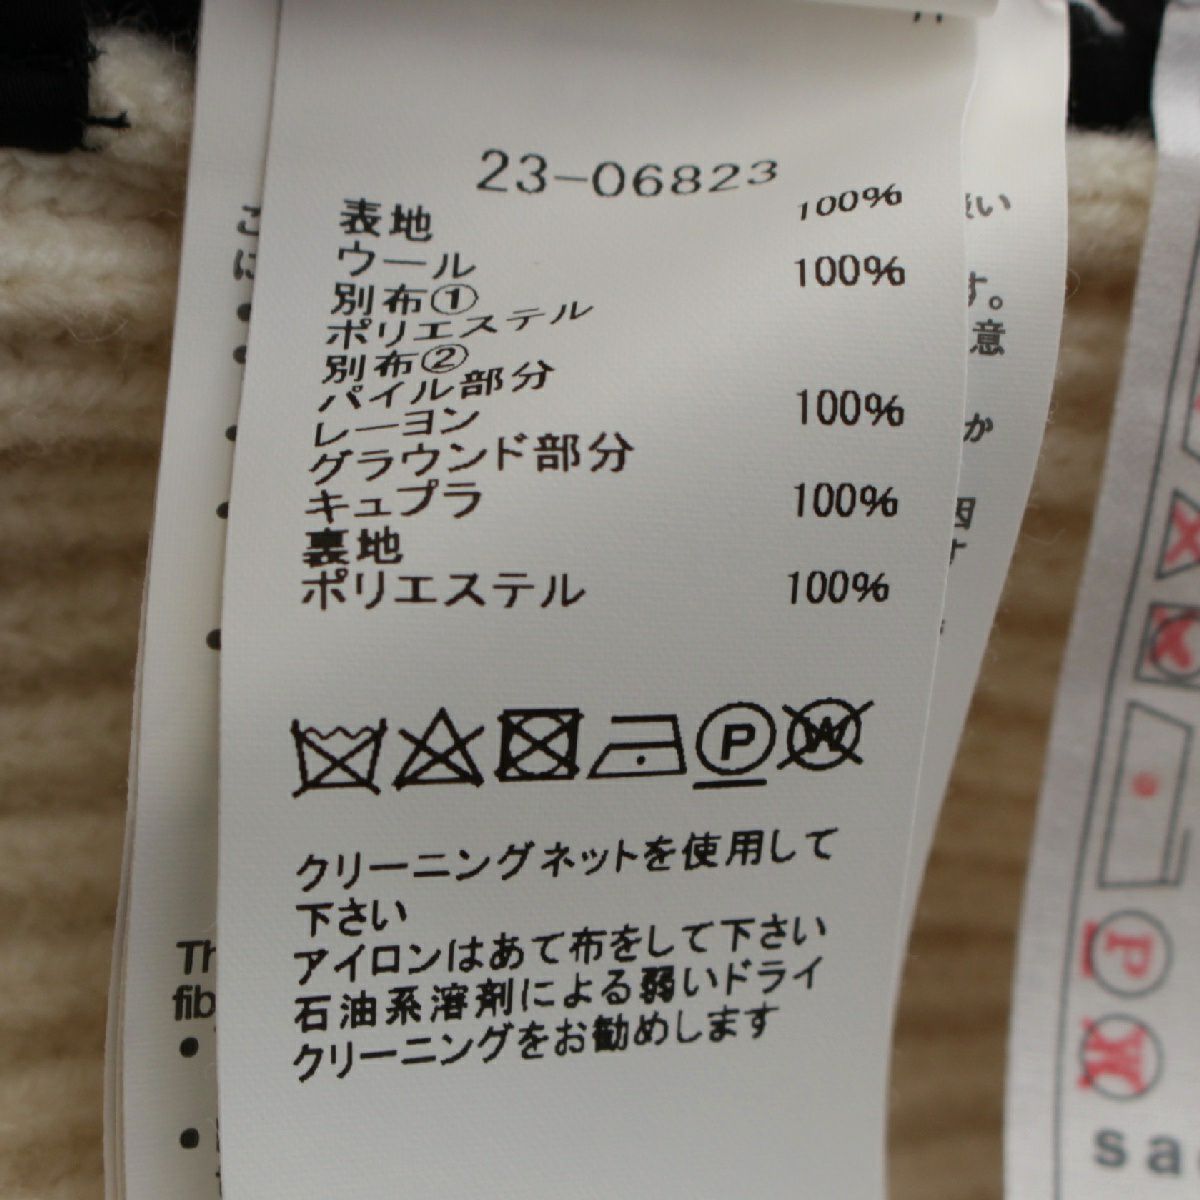 23-06823
表地
ウール 100%
別布①
ポリエステル 100%
別布②
パイル部分
レーヨン 100%
グラウンド部分
キュプラ 100%
裏地
ポリエステル 100%
P
W
クリーニングネットを使用して
下さい
アイロンはあて布をして下さい
石油系溶剤による弱いドライ
クリーニングをお勧めします
す。
意
か
P
W